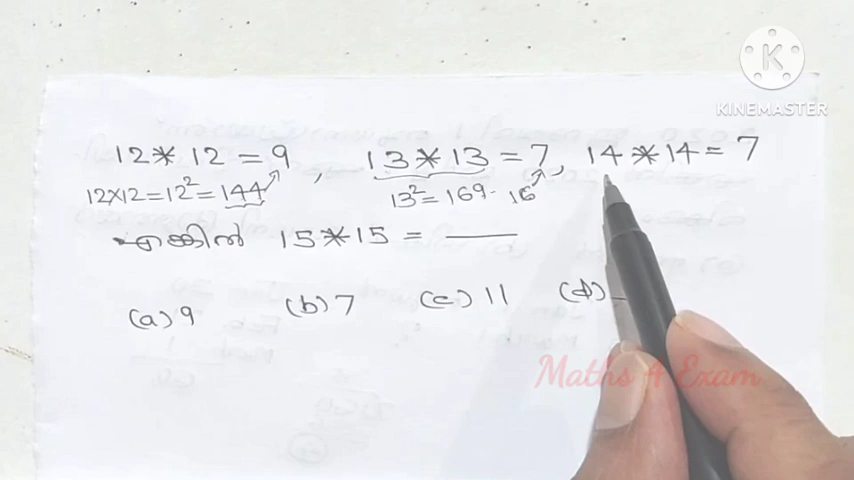 K
KINEMASTER
12 * 12 = 9 , 13 * 13 = 7 , 14 * 14 = 7
12×12=12²=144 13²=169- 16
എങ്കിൽ 15 * 15 = ____
(a) 9 (b) 7 (c) 11 (d)
Maths 4 Exam